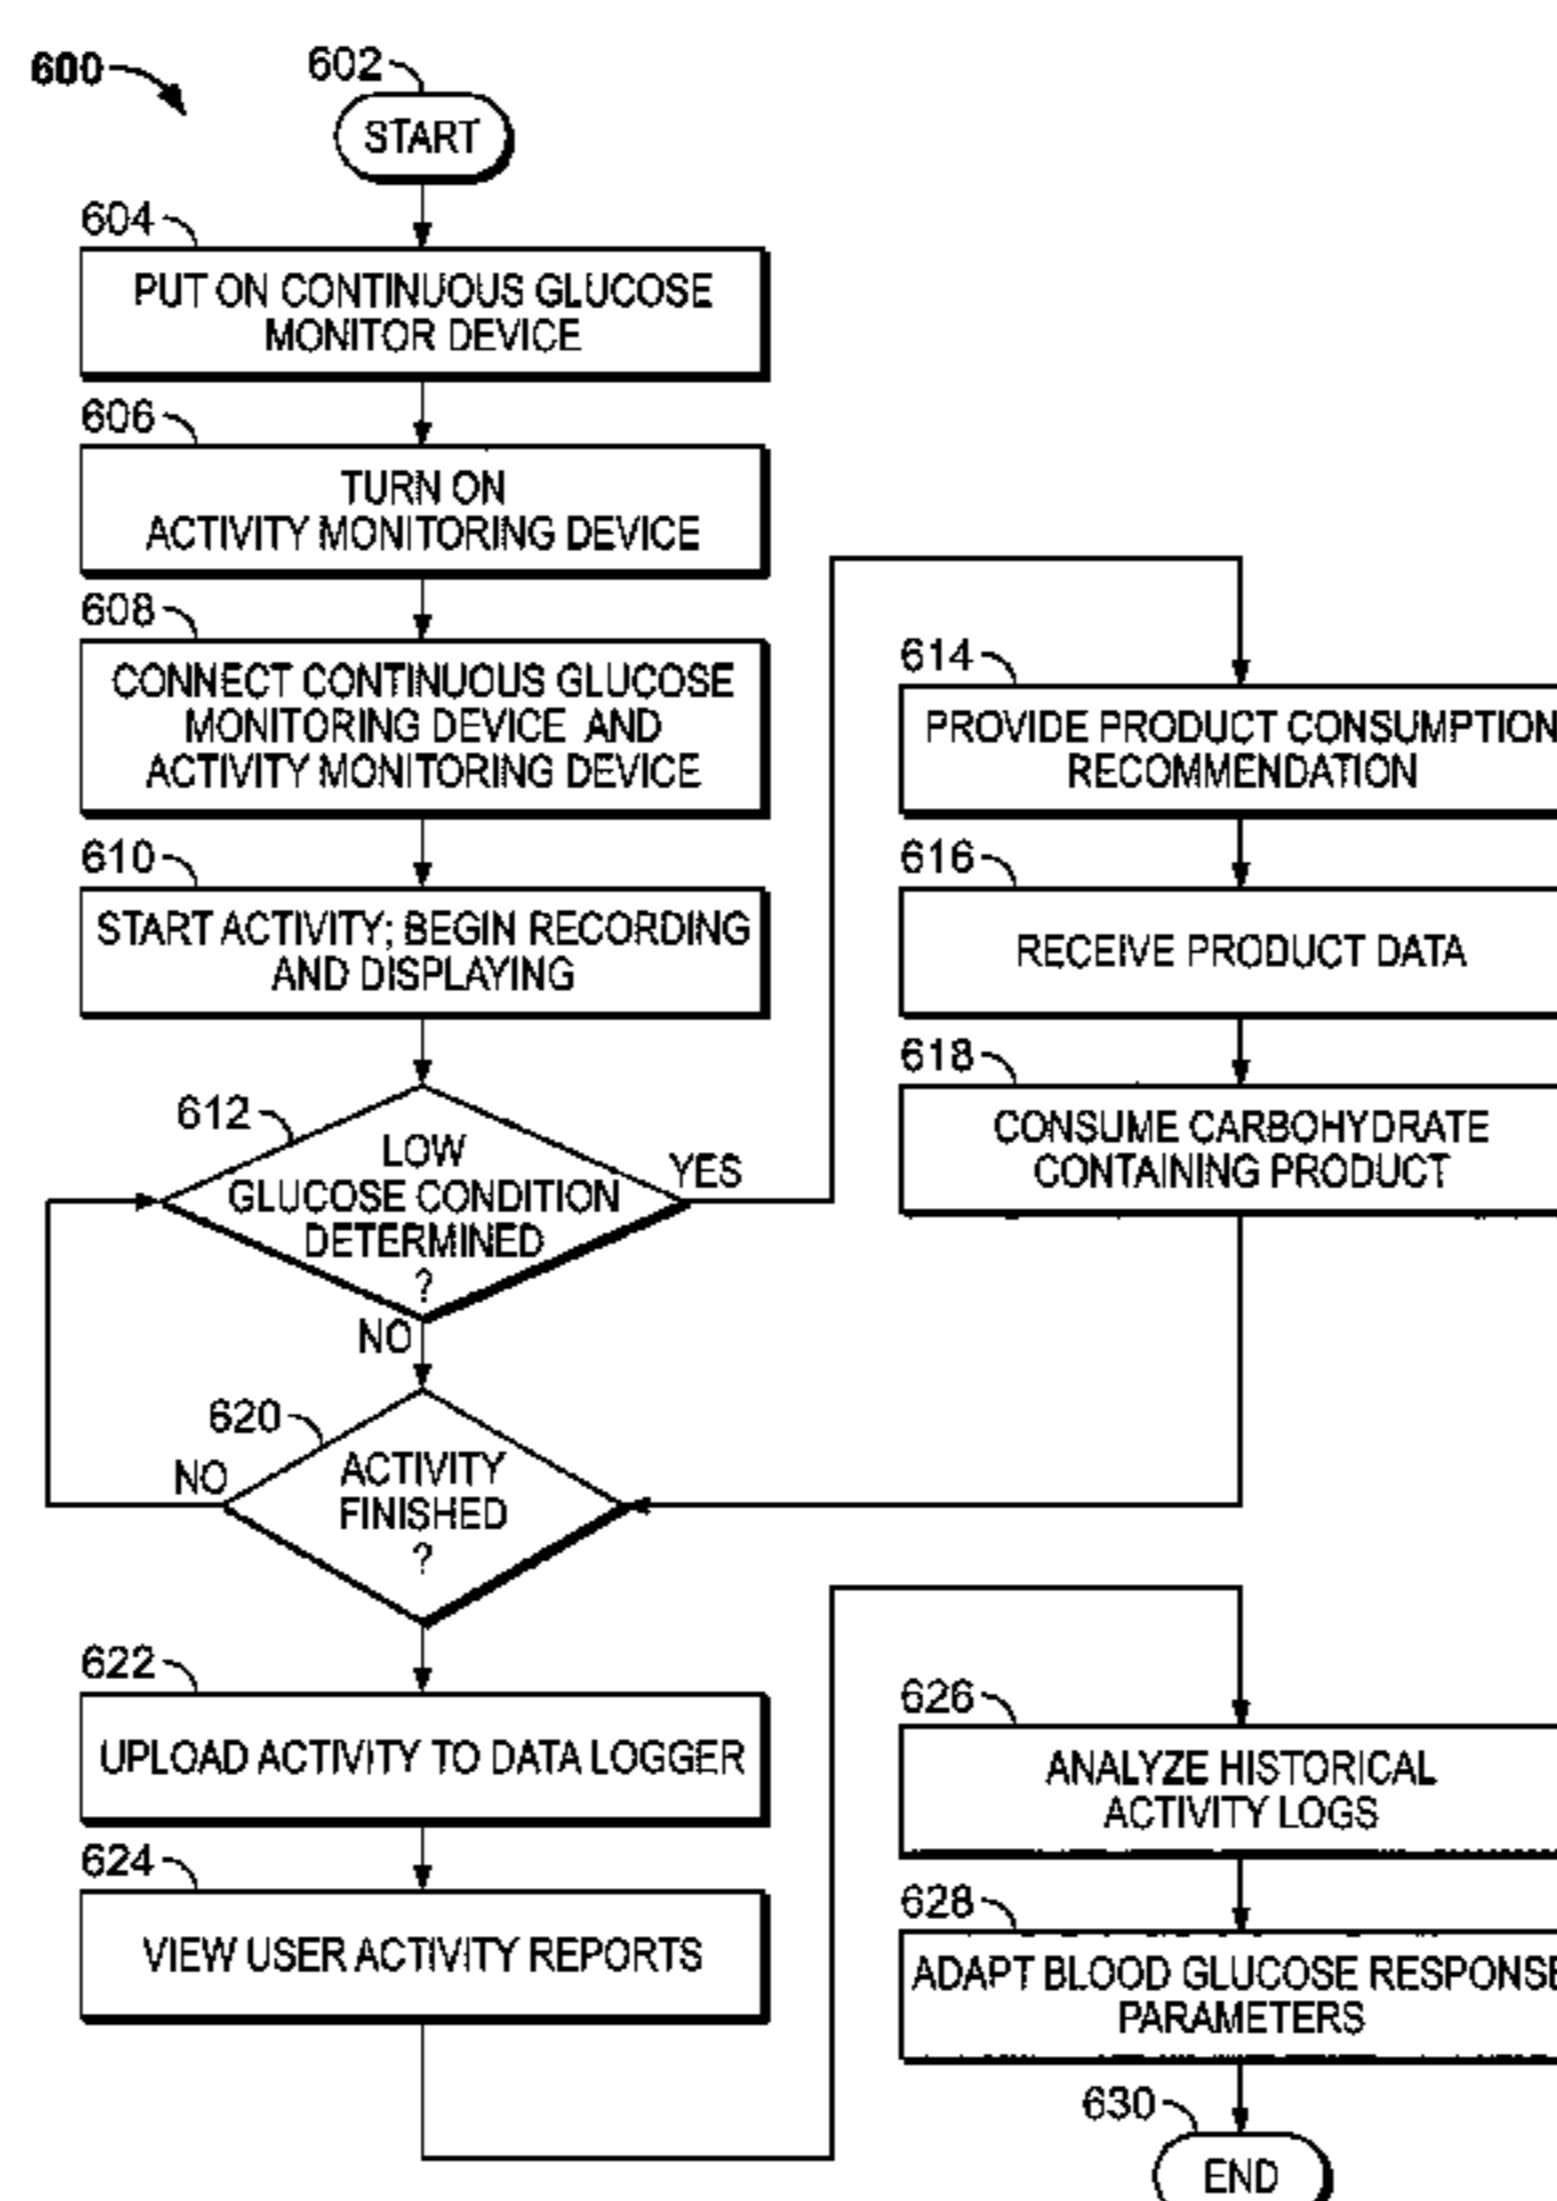 600
602
START
604
PUT ON CONTINUOUS GLUCOSE
MONITOR DEVICE
606
TURN ON
ACTIVITY MONITORING DEVICE
608
CONNECT CONTINUOUS GLUCOSE
MONITORING DEVICE AND
ACTIVITY MONITORING DEVICE
610
START ACTIVITY; BEGIN RECORDING
AND DISPLAYING
612
LOW
GLUCOSE CONDITION
DETERMINED
?
YES
NO
614
PROVIDE PRODUCT CONSUMPTION
RECOMMENDATION
616
RECEIVE PRODUCT DATA
618
CONSUME CARBOHYDRATE
CONTAINING PRODUCT
620
ACTIVITY
FINISHED
?
NO
622
UPLOAD ACTIVITY TO DATA LOGGER
624
VIEW USER ACTIVITY REPORTS
626
ANALYZE HISTORICAL
ACTIVITY LOGS
628
ADAPT BLOOD GLUCOSE RESPONSE
PARAMETERS
630
END